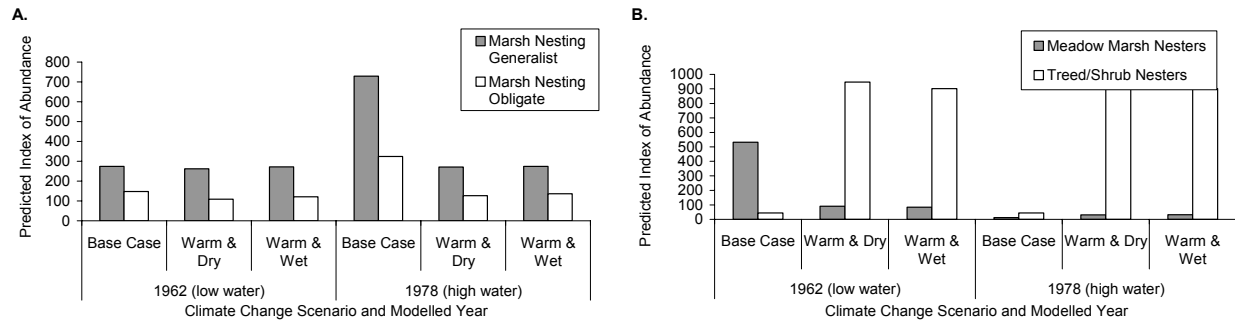 A.
Marsh Nesting
Generalist
Marsh Nesting
Obligate
Predicted Index of Abundance
800
700
600
500
400
300
200
100
0
Base Case
Warm &
Dry
Warm &
Wet
Base Case
Warm &
Dry
Warm &
Wet
1962 (low water)
1978 (high water)
Climate Change Scenario and Modelled Year
B.
Meadow Marsh Nesters
Treed/Shrub Nesters
Predicted Index of Abundance
1000
900
800
700
600
500
400
300
200
100
0
Base Case
Warm & Dry
Warm &
Wet
Base Case
Warm & Dry
Warm &
Wet
1962 (low water)
1978 (high water)
Climate Change Scenario and Modelled Year